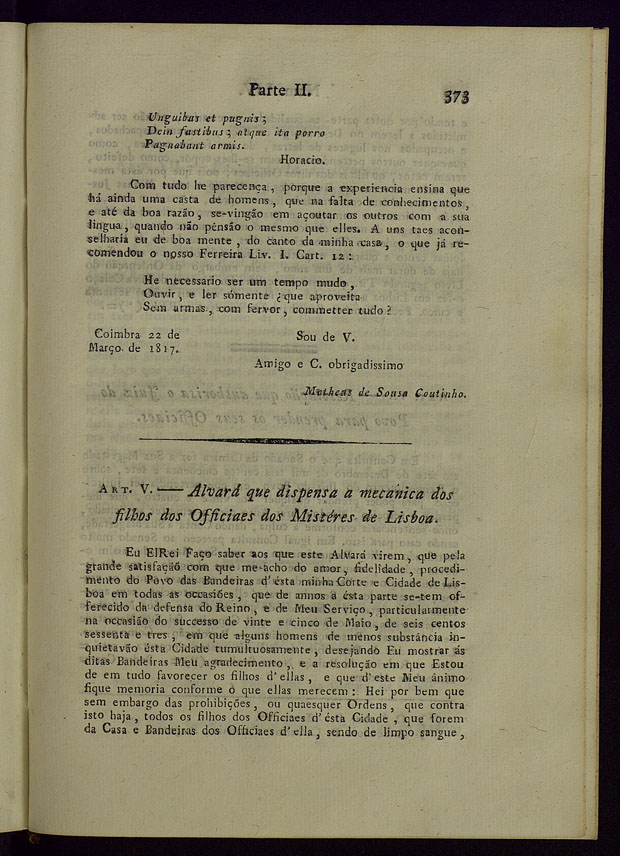 Parte II. 373
Unguibus et pugnis;
Dein fustibus; atque ita porro
Pugnabant armis.
Horacio.
Com tudo he parecença, porque a experiencia ensina que
há ainda uma casta de homens, que na falta de conhecimentos,
e até da boa razão, se-vingão em açoutar os outros com a sua
lingua, quando não pénsão o mesmo que elles. A uns taes acon-
selharia eu de boa mente, do canto da minha casa, o que já re-
comendou o nosso Ferreira Liv. I. Cart. 12:
He necessario ser um tempo mudo,
Ouvir, e ler sómente ¿que aproveita
Sem armas, com fervor, commetter tudo?
Coimbra 22 de
Março de 1817.
Sou de V.
Amigo e C. obrigadissimo
Motheas de Sousa Coutinho.
ART. V. — Alvará que dispensa a mecanica dos
filhos dos Officiaes dos Mistéres de Lisboa.
Eu ElRei Faço saber aos que este Alvará virem, que pela
grande satisfaçaõ com que me-acho do amor, fidelidade, procedi-
mento do Povo das Bandeiras d'ésta minha Corte e Cidade de Lis-
boa em todas as occasiões, que de annos a ésta parte se-tem of-
ferecido da defensa do Reino, e de Meu Serviço, particularmente
na occasião do successo de vinte e cinco de Maio, de seis centos
sessenta e tres, em que alguns homens de menos substância in-
quietavão ésta Cidade tumultuosamente, desejando Eu mostrar ás
ditas Bandeiras Meu agradecimento, e a resolução em que Estou
de em tudo favorecer os filhos d'ellas, e que d'este Meu ânimo
fique memoria conforme o que ellas merecem: Hei por bem que
sem embargo das prohibições, ou quaesquer Ordens, que contra
isto haja, todos os filhos dos Officiaes d'ésta Cidade, que forem
da Casa e Bandeiras dos Officiaes d'ella, sendo de limpo sangue,